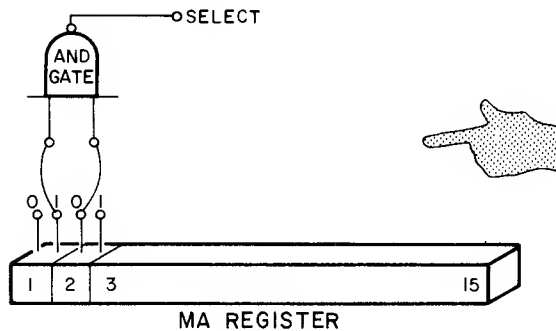 SELECT
AND
GATE
0 1 0 1
1 2 3 15
MA REGISTER